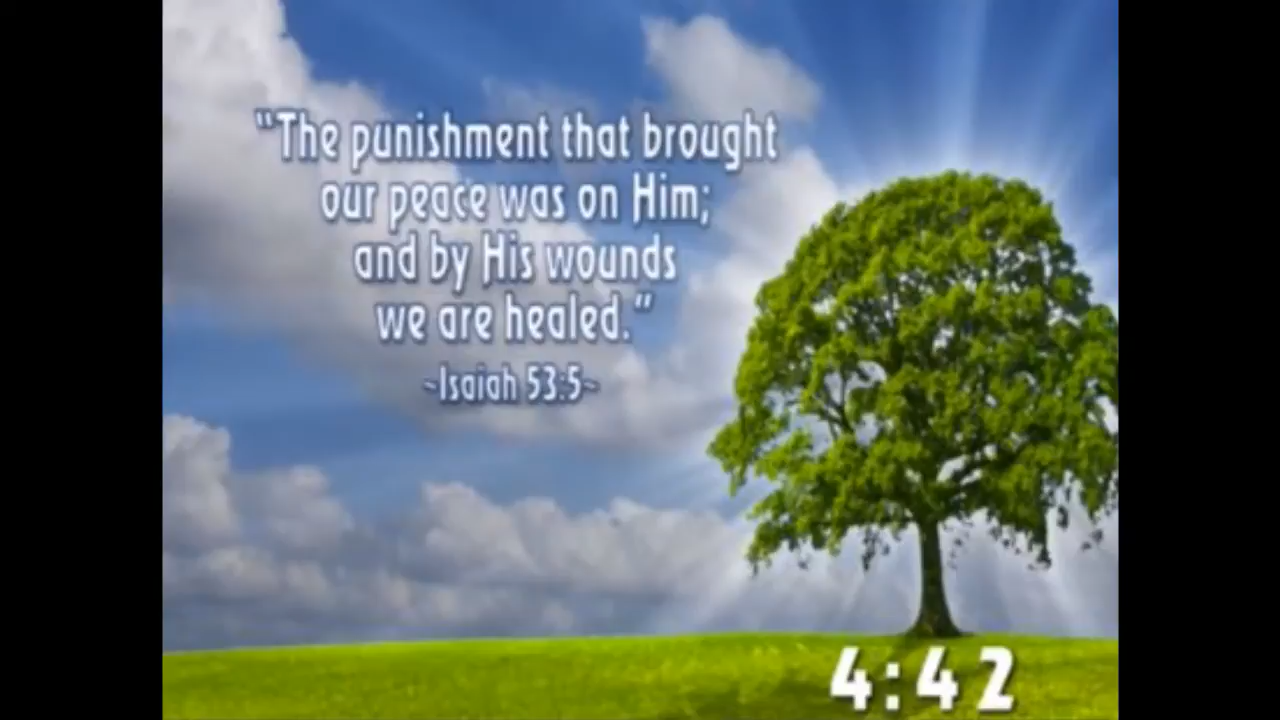 “The punishment that brought
our peace was on Him;
and by His wounds
we are healed.”
~Isaiah 53:5~
4:42